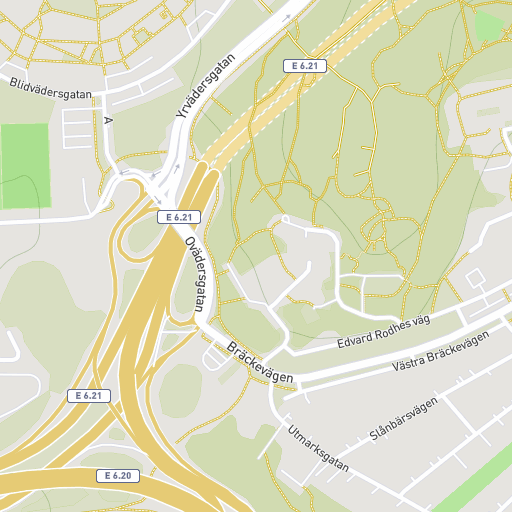 E 6.21
Yrvädersgatan
Blidvädersgatan
A
E 6.21
Ovädersgatan
Edvard Rodhes väg
Bräckevägen
Västra Bräckevägen
E 6.21
Slånbärsvägen
Utmarksgatan
E 6.20